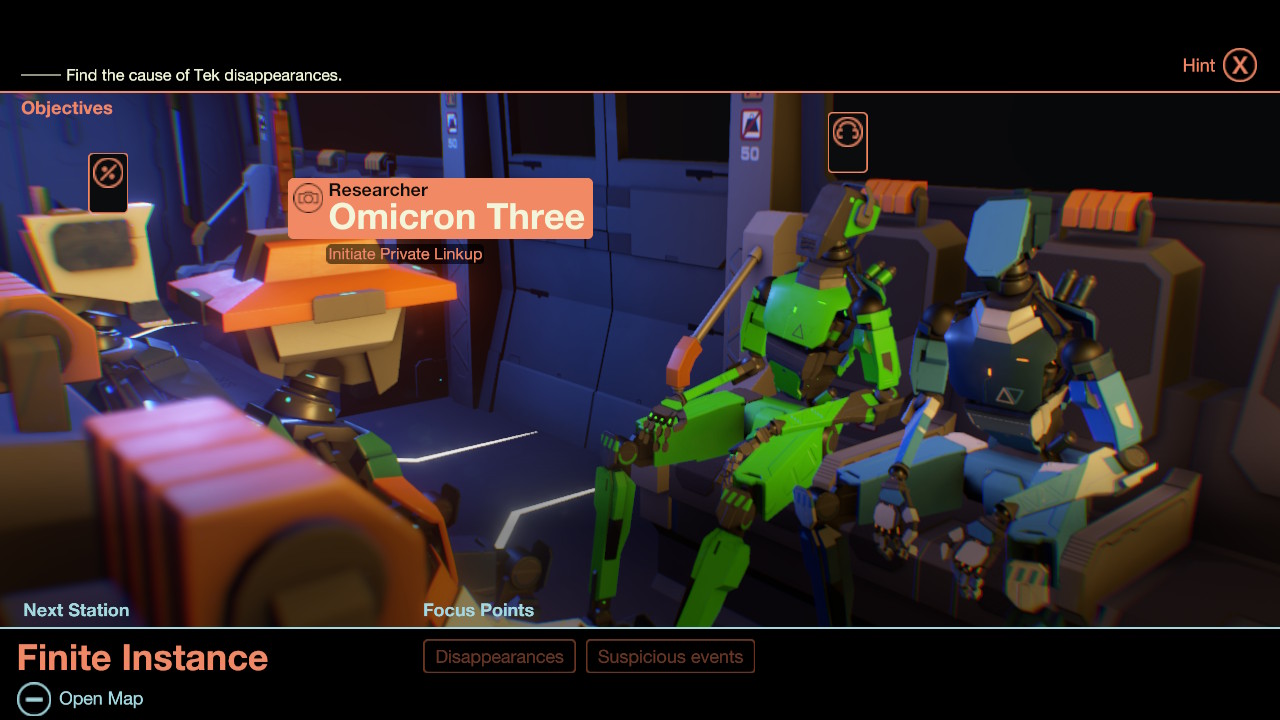 Find the cause of Tek disappearances.
Hint X
Objectives
50
50
Researcher
Omicron Three
Initiate Private Linkup
Next Station
Focus Points
Finite Instance
Disappearances
Suspicious events
Open Map